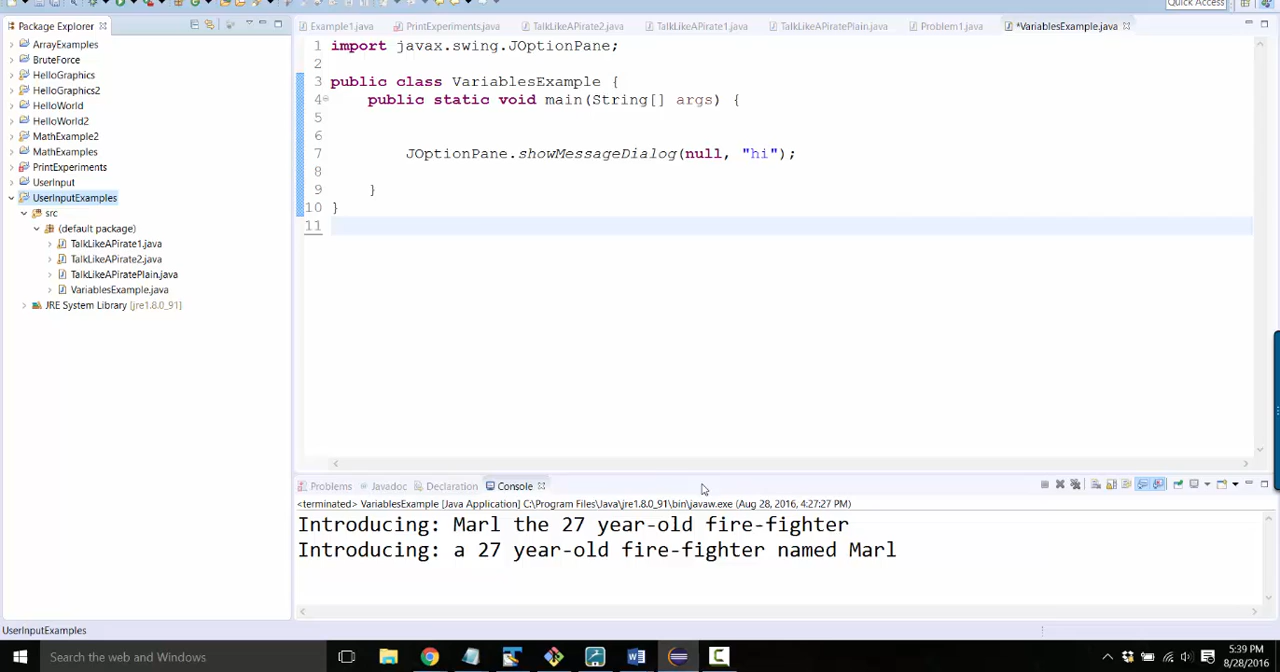 Quick Access
Package Explorer
ArrayExamples
BruteForce
HelloGraphics
HelloGraphics2
HelloWorld
HelloWorld2
MathExample2
MathExamples
PrintExperiments
UserInput
UserInputExamples
src
(default package)
TalkLikeAPirate1.java
TalkLikeAPirate2.java
TalkLikeAPiratePlain.java
VariablesExample.java
JRE System Library [jre1.8.0_91]
Example1.java PrintExperiments.java TalkLikeAPirate2.java TalkLikeAPirate1.java TalkLikeAPiratePlain.java Problem1.java *VariablesExample.java
1 import javax.swing.JOptionPane;
2
3 public class VariablesExample {
4 public static void main(String[] args) {
5
6
7 JOptionPane.showMessageDialog(null, "hi");
8
9 }
10 }
11
Problems Javadoc Declaration Console
<terminated> VariablesExample [Java Application] C:\Program Files\Java\jre1.8.0_91\bin\javaw.exe (Aug 28, 2016, 4:27:27 PM)
Introducing: Marl the 27 year-old fire-fighter
Introducing: a 27 year-old fire-fighter named Marl
UserInputExamples
Search the web and Windows
5:39 PM
8/28/2016